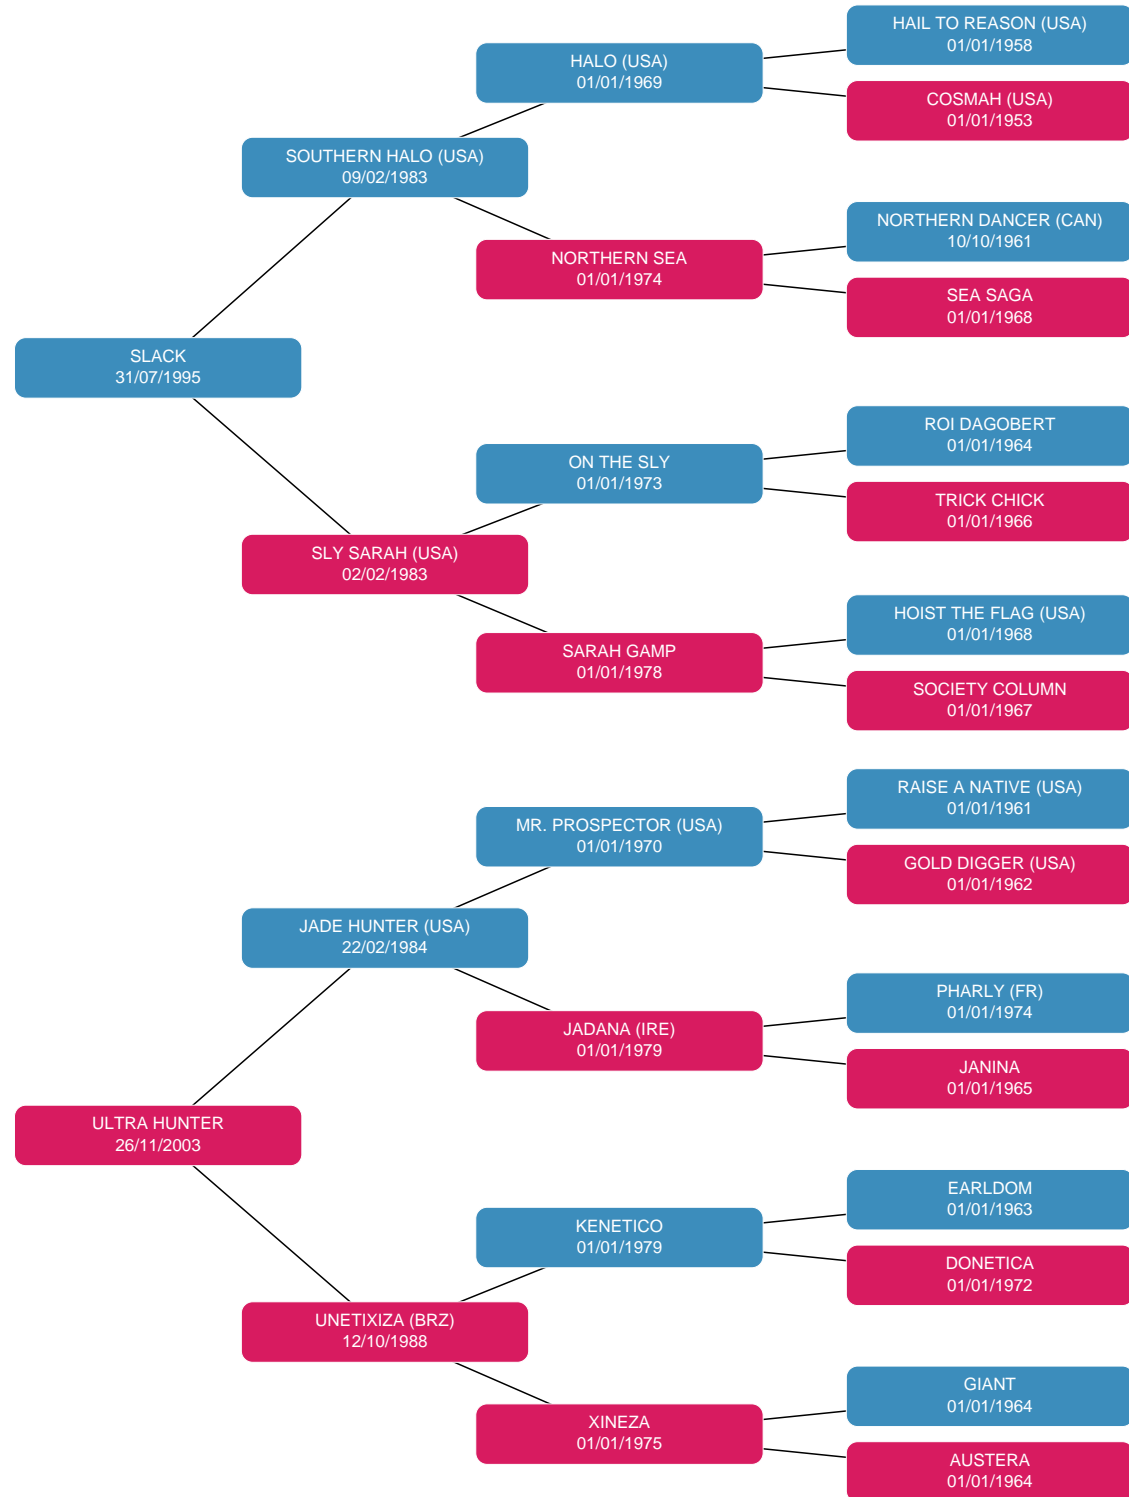 HAIL TO REASON (USA)
01/01/1958
HALO (USA)
01/01/1969
COSMAH (USA)
01/01/1953
SOUTHERN HALO (USA)
09/02/1983
NORTHERN DANCER (CAN)
10/10/1961
NORTHERN SEA
01/01/1974
SEA SAGA
01/01/1968
SLACK
31/07/1995
ROI DAGOBERT
01/01/1964
ON THE SLY
01/01/1973
TRICK CHICK
01/01/1966
SLY SARAH (USA)
02/02/1983
HOIST THE FLAG (USA)
01/01/1968
SARAH GAMP
01/01/1978
SOCIETY COLUMN
01/01/1967
RAISE A NATIVE (USA)
01/01/1961
MR. PROSPECTOR (USA)
01/01/1970
GOLD DIGGER (USA)
01/01/1962
JADE HUNTER (USA)
22/02/1984
PHARLY (FR)
01/01/1974
JADANA (IRE)
01/01/1979
JANINA
01/01/1965
ULTRA HUNTER
26/11/2003
EARLDOM
01/01/1963
KENETICO
01/01/1979
DONETICA
01/01/1972
UNETIXIZA (BRZ)
12/10/1988
GIANT
01/01/1964
XINEZA
01/01/1975
AUSTERA
01/01/1964